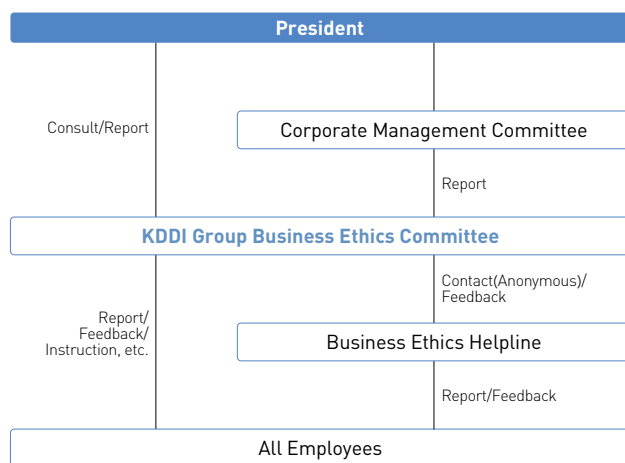 President
Consult/Report
Corporate Management Committee
Report
KDDI Group Business Ethics Committee
Contact(Anonymous)/
Feedback
Report/
Feedback/
Instruction, etc.
Business Ethics Helpline
Report/Feedback
All Employees